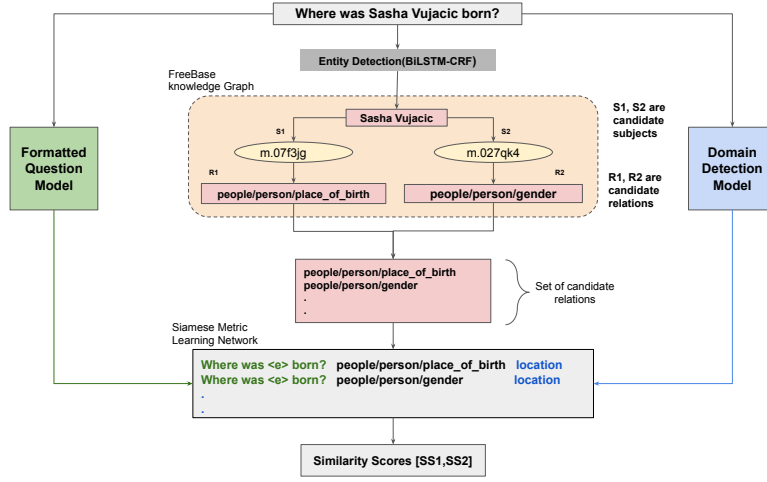 Where was Sasha Vujacic born?
Entity Detection(BiLSTM-CRF)
FreeBase
knowledge Graph
Sasha Vujacic
S1
S2
m.07f3jg
m.027qk4
R1
R2
people/person/place_of_birth
people/person/gender
S1, S2 are
candidate
subjects
R1, R2 are
candidate
relations
Formatted
Question
Model
Domain
Detection
Model
people/person/place_of_birth
people/person/gender
.
.
Set of candidate
relations
Siamese Metric
Learning Network
Where was <e> born? people/person/place_of_birth location
Where was <e> born? people/person/gender location
.
.
Similarity Scores [SS1,SS2]